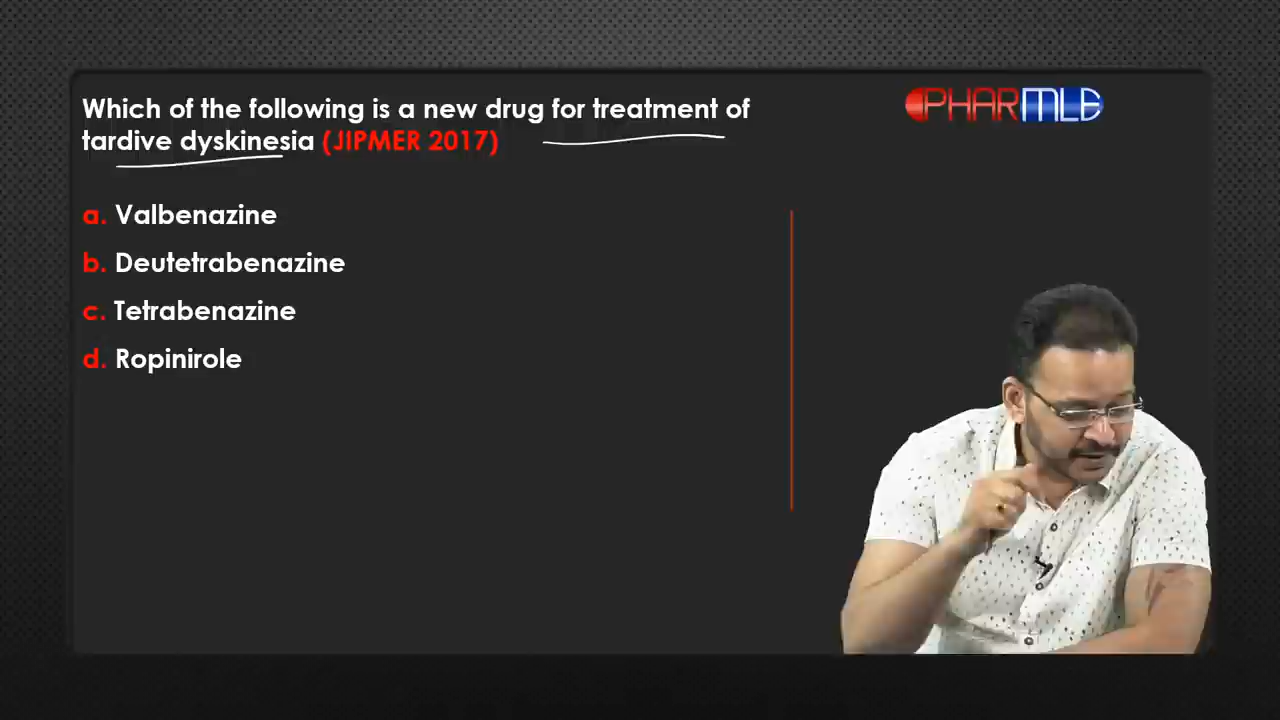 Which of the following is a new drug for treatment of
tardive dyskinesia (JIPMER 2017)
a. Valbenazine
b. Deutetrabenazine
c. Tetrabenazine
d. Ropinirole
PHARMLE